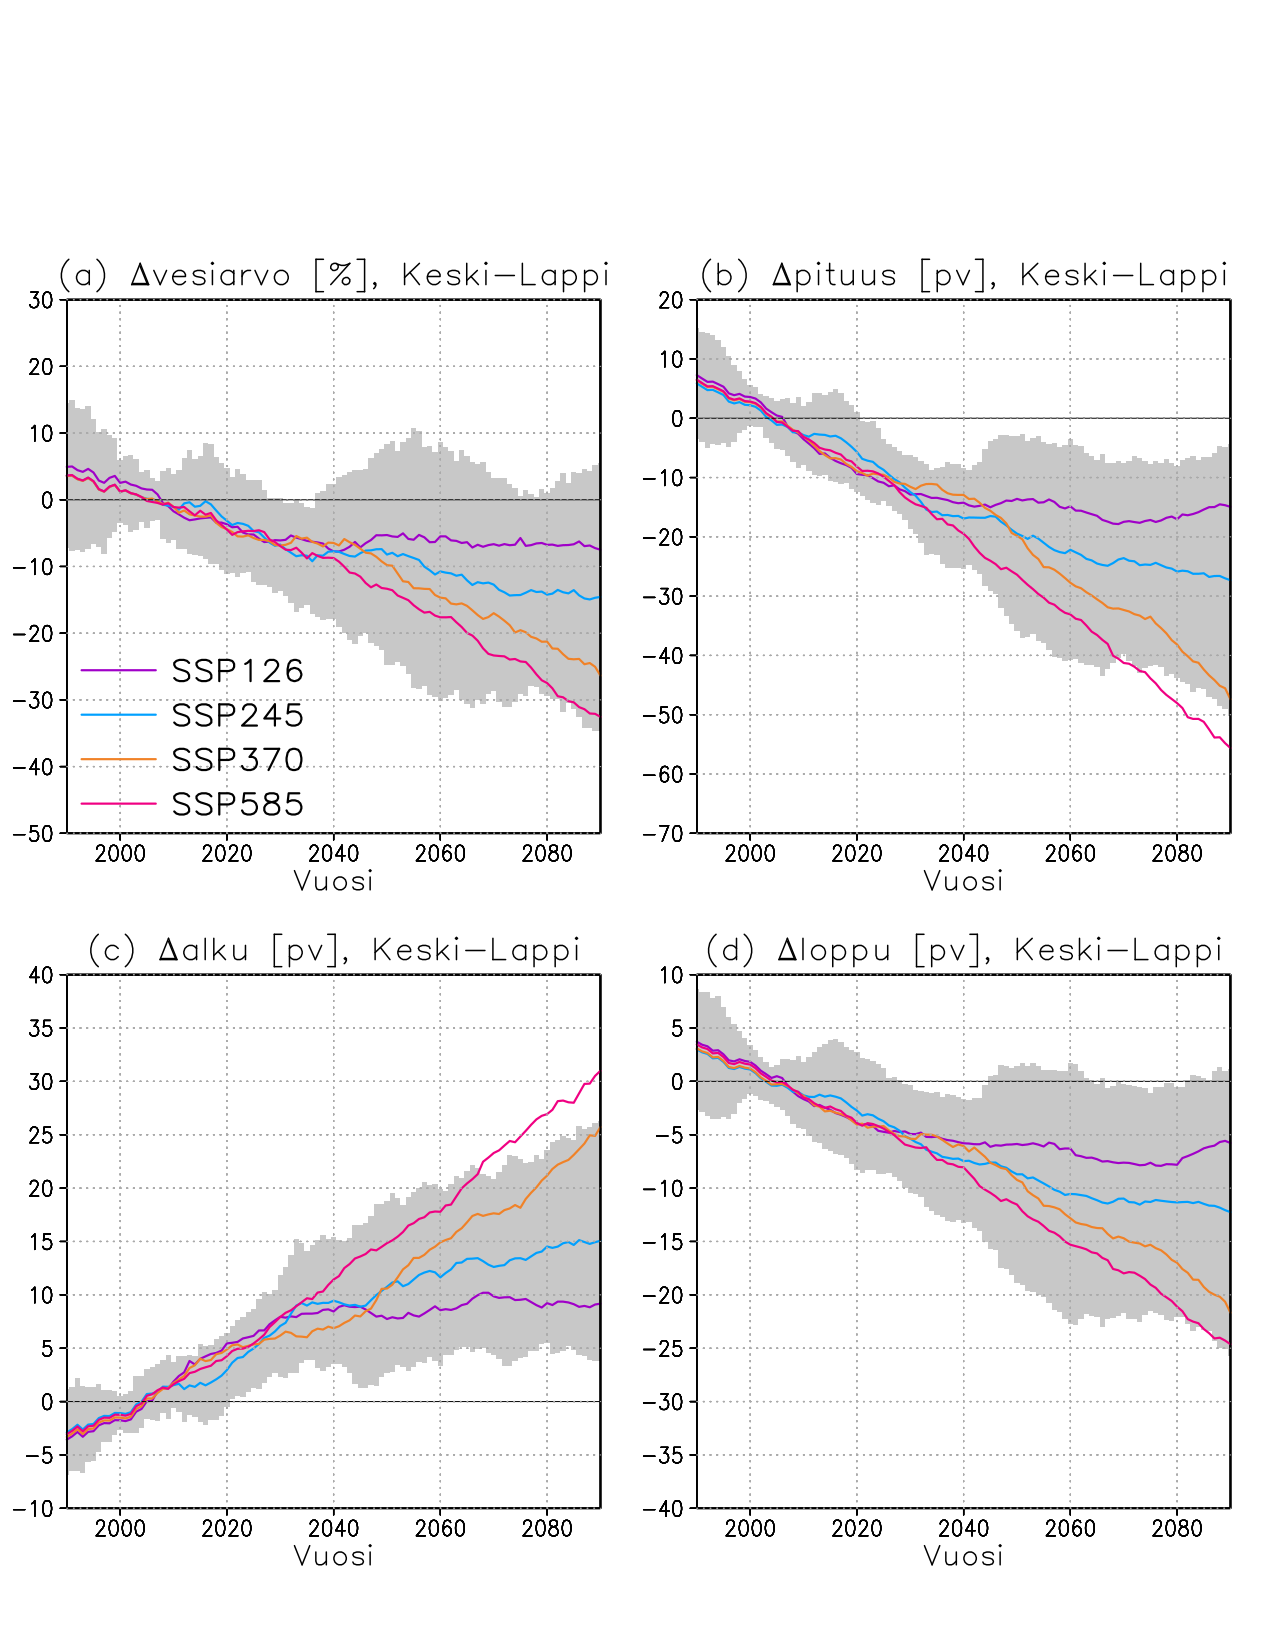 (a) Δvesiarvo [%], Keski−Lappi
30
20
10
0
−10
−20
−30
−40
−50
SSP126
SSP245
SSP370
SSP585
2000 2020 2040 2060 2080
Vuosi
(b) Δpituus [pv], Keski−Lappi
20
10
0
−10
−20
−30
−40
−50
−60
−70
2000 2020 2040 2060 2080
Vuosi
(c) Δalku [pv], Keski−Lappi
40
35
30
25
20
15
10
5
0
−5
−10
2000 2020 2040 2060 2080
Vuosi
(d) Δloppu [pv], Keski−Lappi
10
5
0
−5
−10
−15
−20
−25
−30
−35
−40
2000 2020 2040 2060 2080
Vuosi